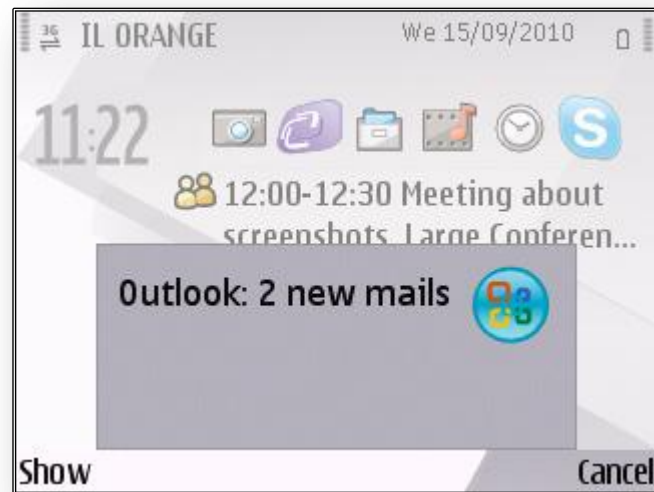 3G IL ORANGE We 15/09/2010
11:22
12:00-12:30 Meeting about
screenshots, Large Conferen...
Outlook: 2 new mails
Show Cancel